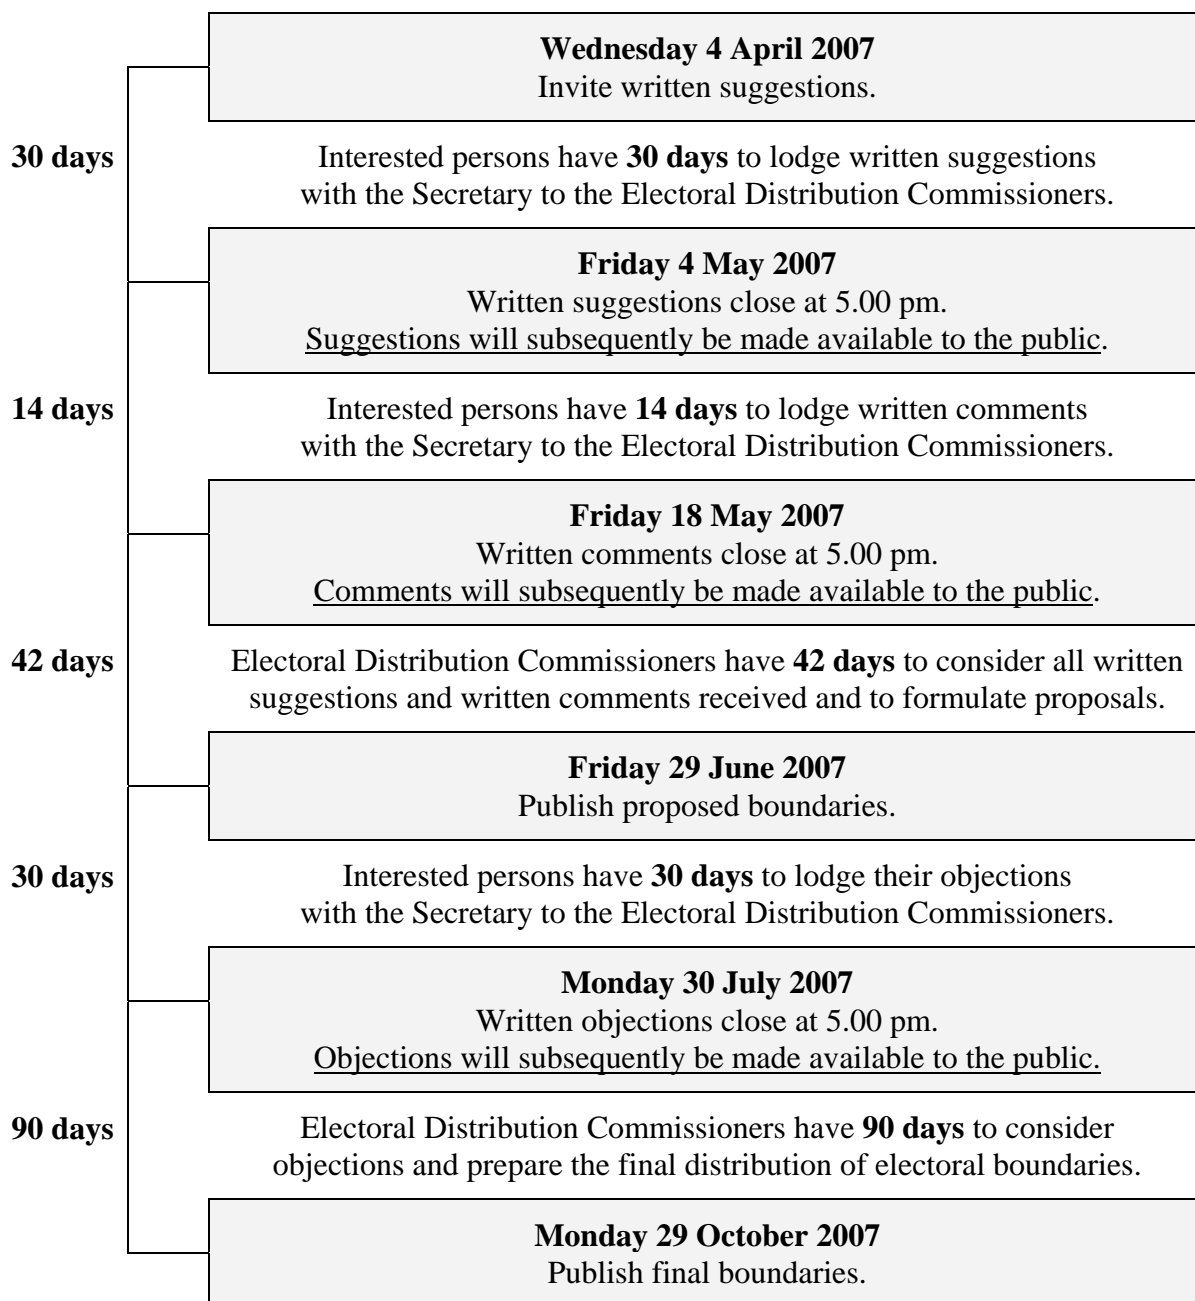 Wednesday 4 April 2007
Invite written suggestions.
30 days
Interested persons have 30 days to lodge written suggestions
with the Secretary to the Electoral Distribution Commissioners.
Friday 4 May 2007
Written suggestions close at 5.00 pm.
Suggestions will subsequently be made available to the public.
14 days
Interested persons have 14 days to lodge written comments
with the Secretary to the Electoral Distribution Commissioners.
Friday 18 May 2007
Written comments close at 5.00 pm.
Comments will subsequently be made available to the public.
42 days
Electoral Distribution Commissioners have 42 days to consider all written
suggestions and written comments received and to formulate proposals.
Friday 29 June 2007
Publish proposed boundaries.
30 days
Interested persons have 30 days to lodge their objections
with the Secretary to the Electoral Distribution Commissioners.
Monday 30 July 2007
Written objections close at 5.00 pm.
Objections will subsequently be made available to the public.
90 days
Electoral Distribution Commissioners have 90 days to consider
objections and prepare the final distribution of electoral boundaries.
Monday 29 October 2007
Publish final boundaries.